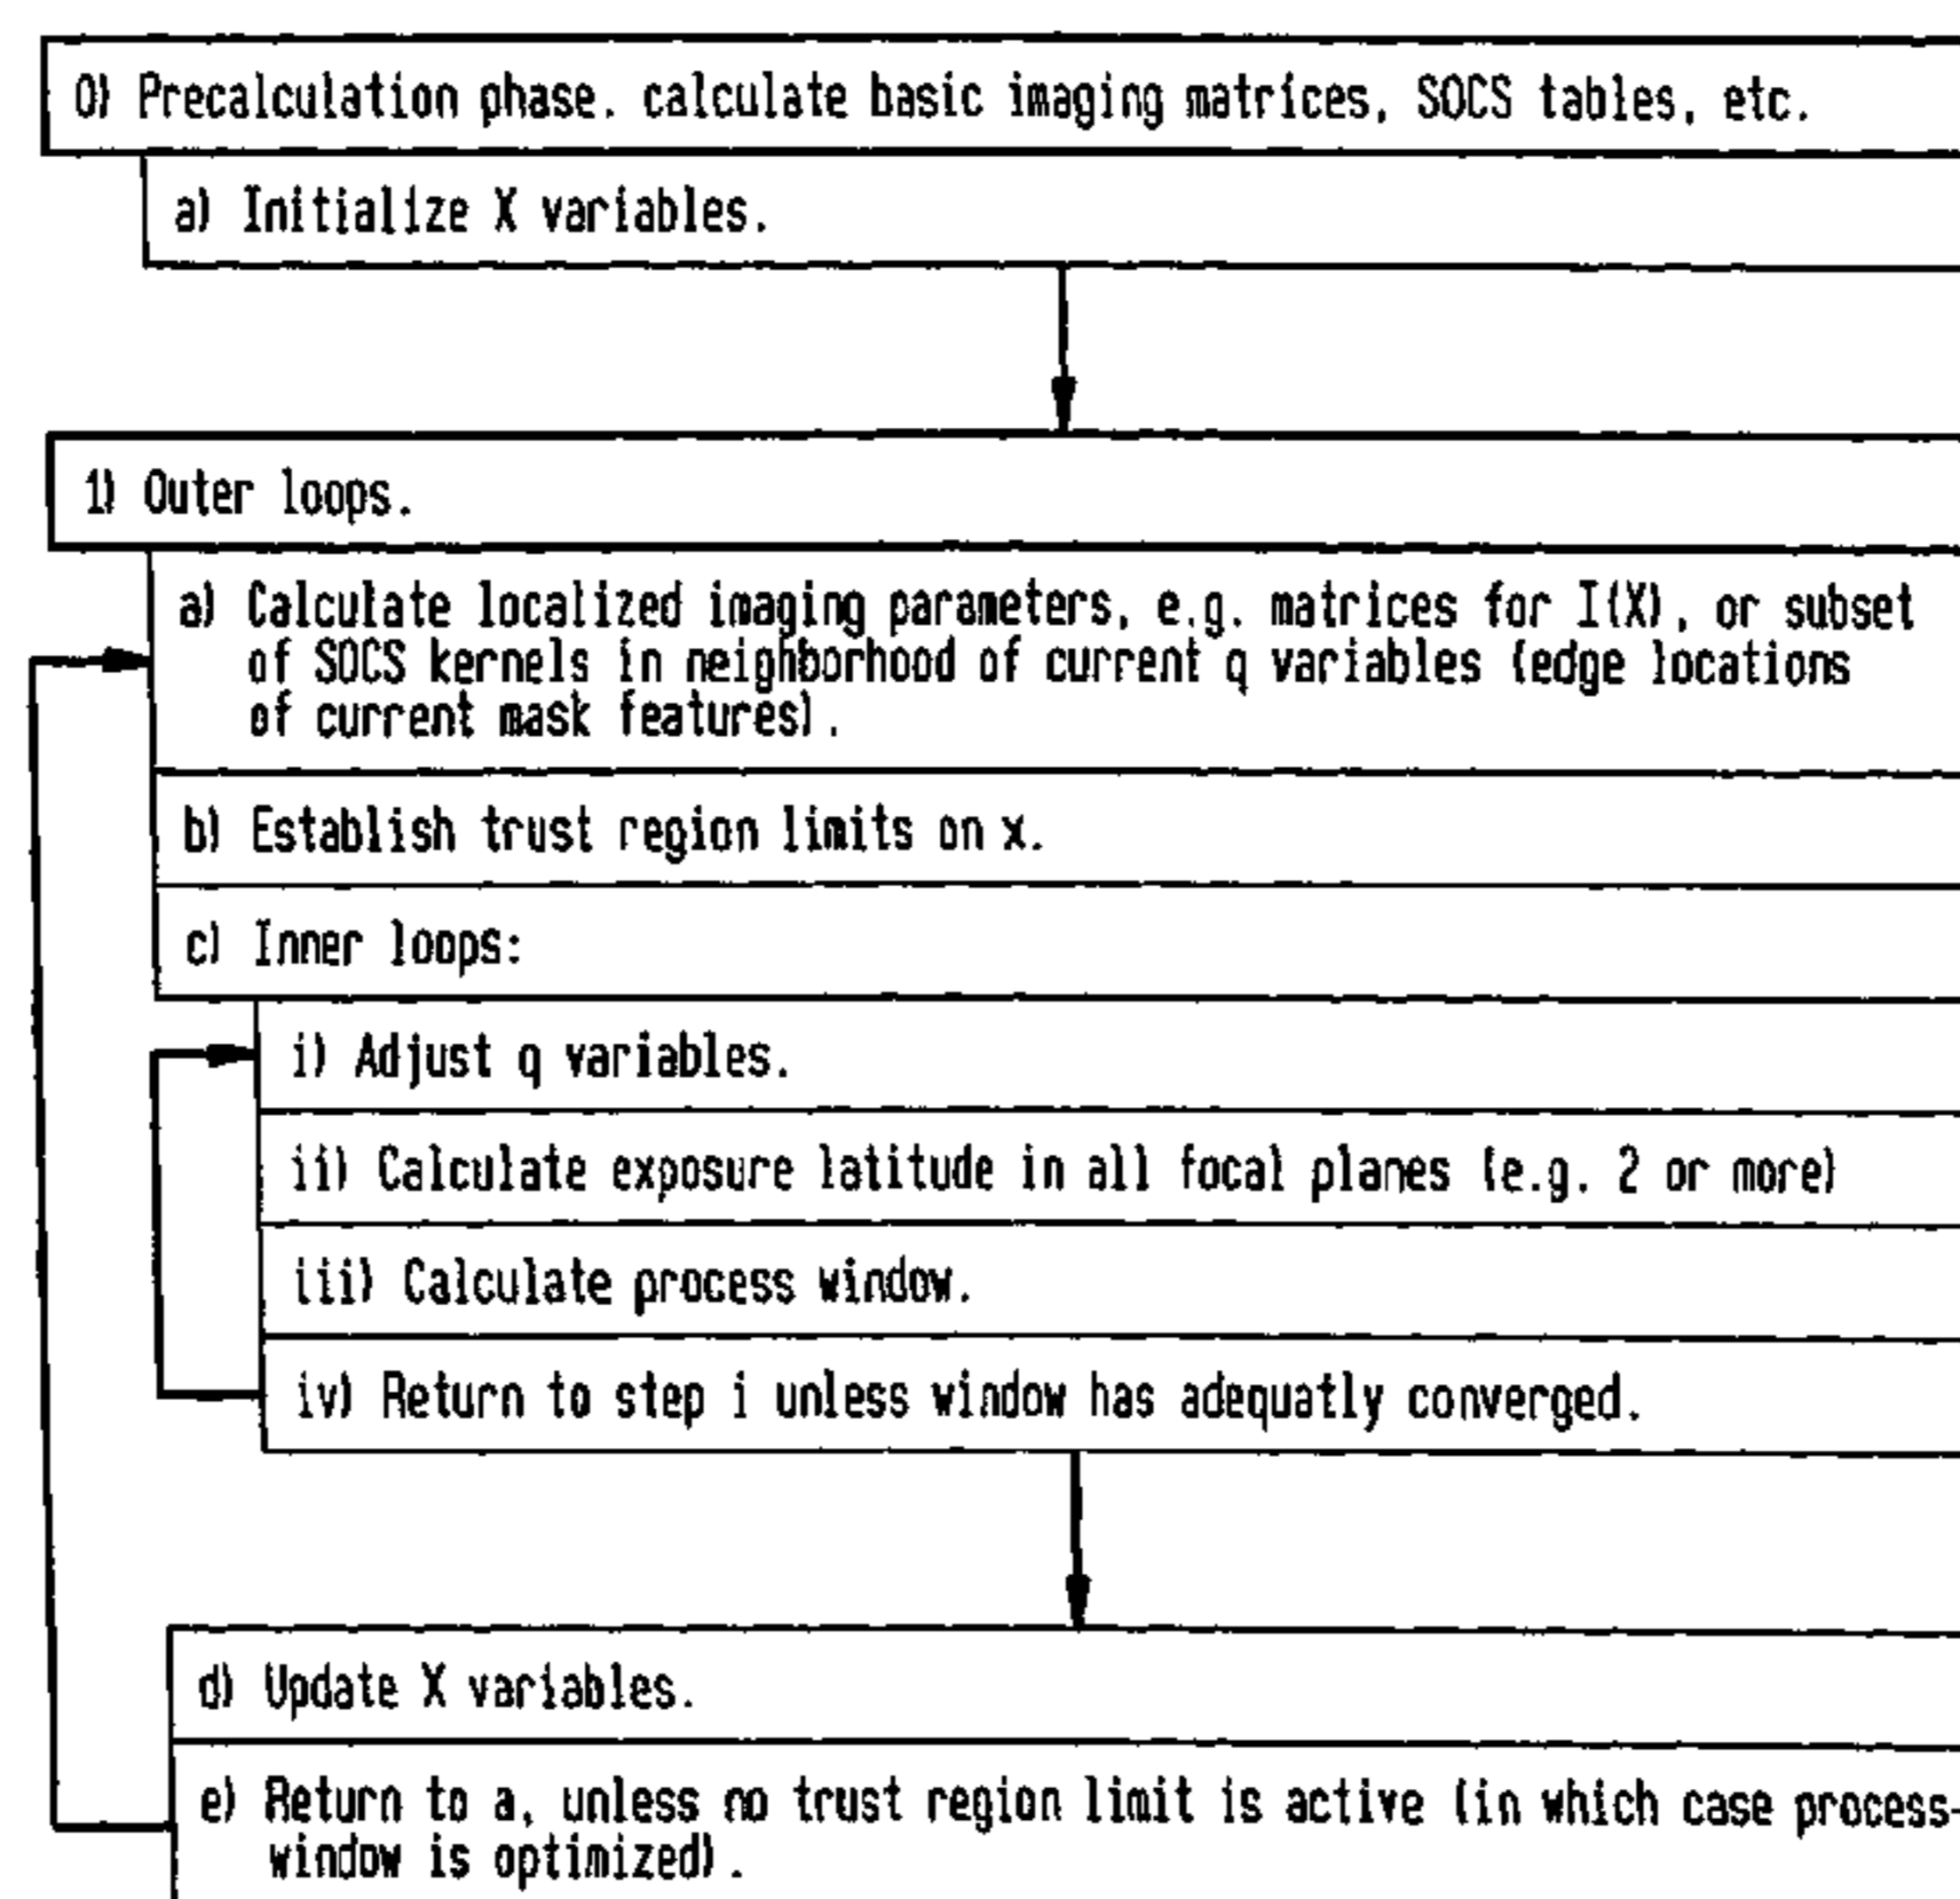 0) Precalculation phase. calculate basic imaging matrices, SOCS tables, etc.
a) Initialize X variables.
1) Outer loops.
a) Calculate localized imaging parameters, e.g. matrices for I(X), or subset
of SOCS kernels in neighborhood of current q variables (edge locations
of current mask features).
b) Establish trust region limits on x.
c) Inner loops:
i) Adjust q variables.
ii) Calculate exposure latitude in all focal planes (e.g. 2 or more)
iii) Calculate process window.
iv) Return to step i unless window has adequatly converged.
d) Update X variables.
e) Return to a, unless no trust region limit is active (in which case process-
window is optimized).